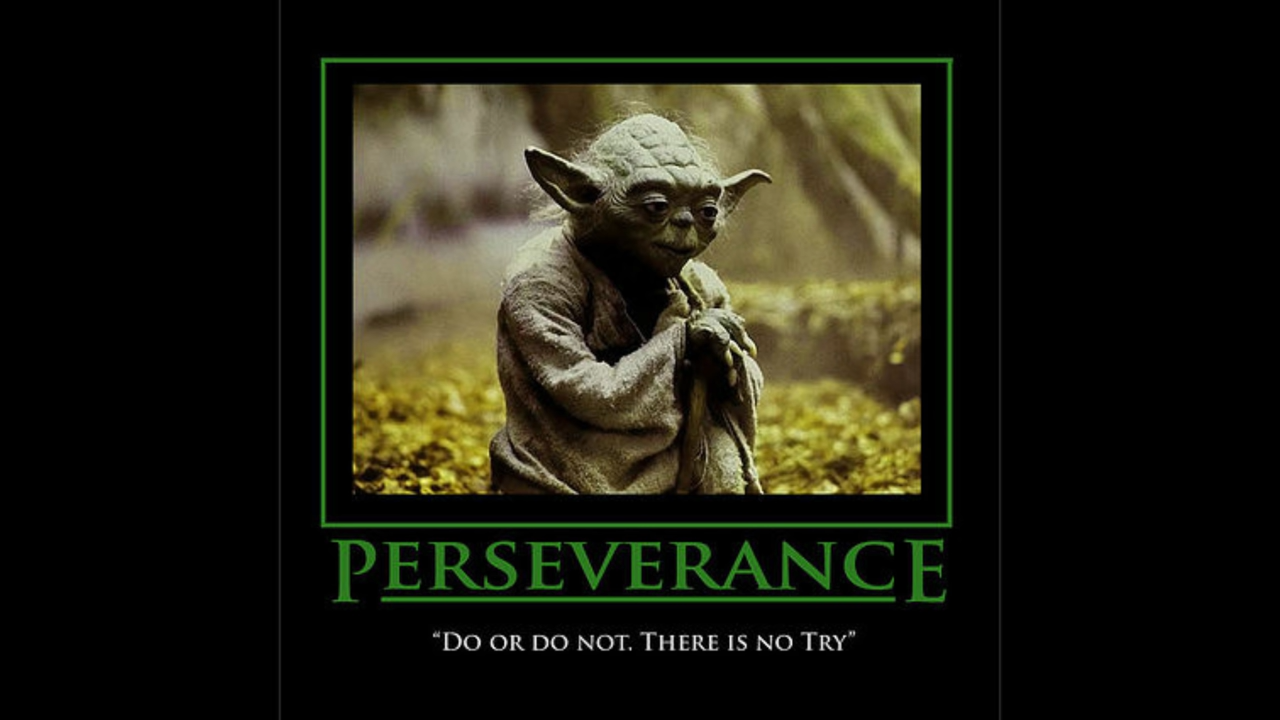 PERSEVERANCE
“DO OR DO NOT. THERE IS NO TRY”